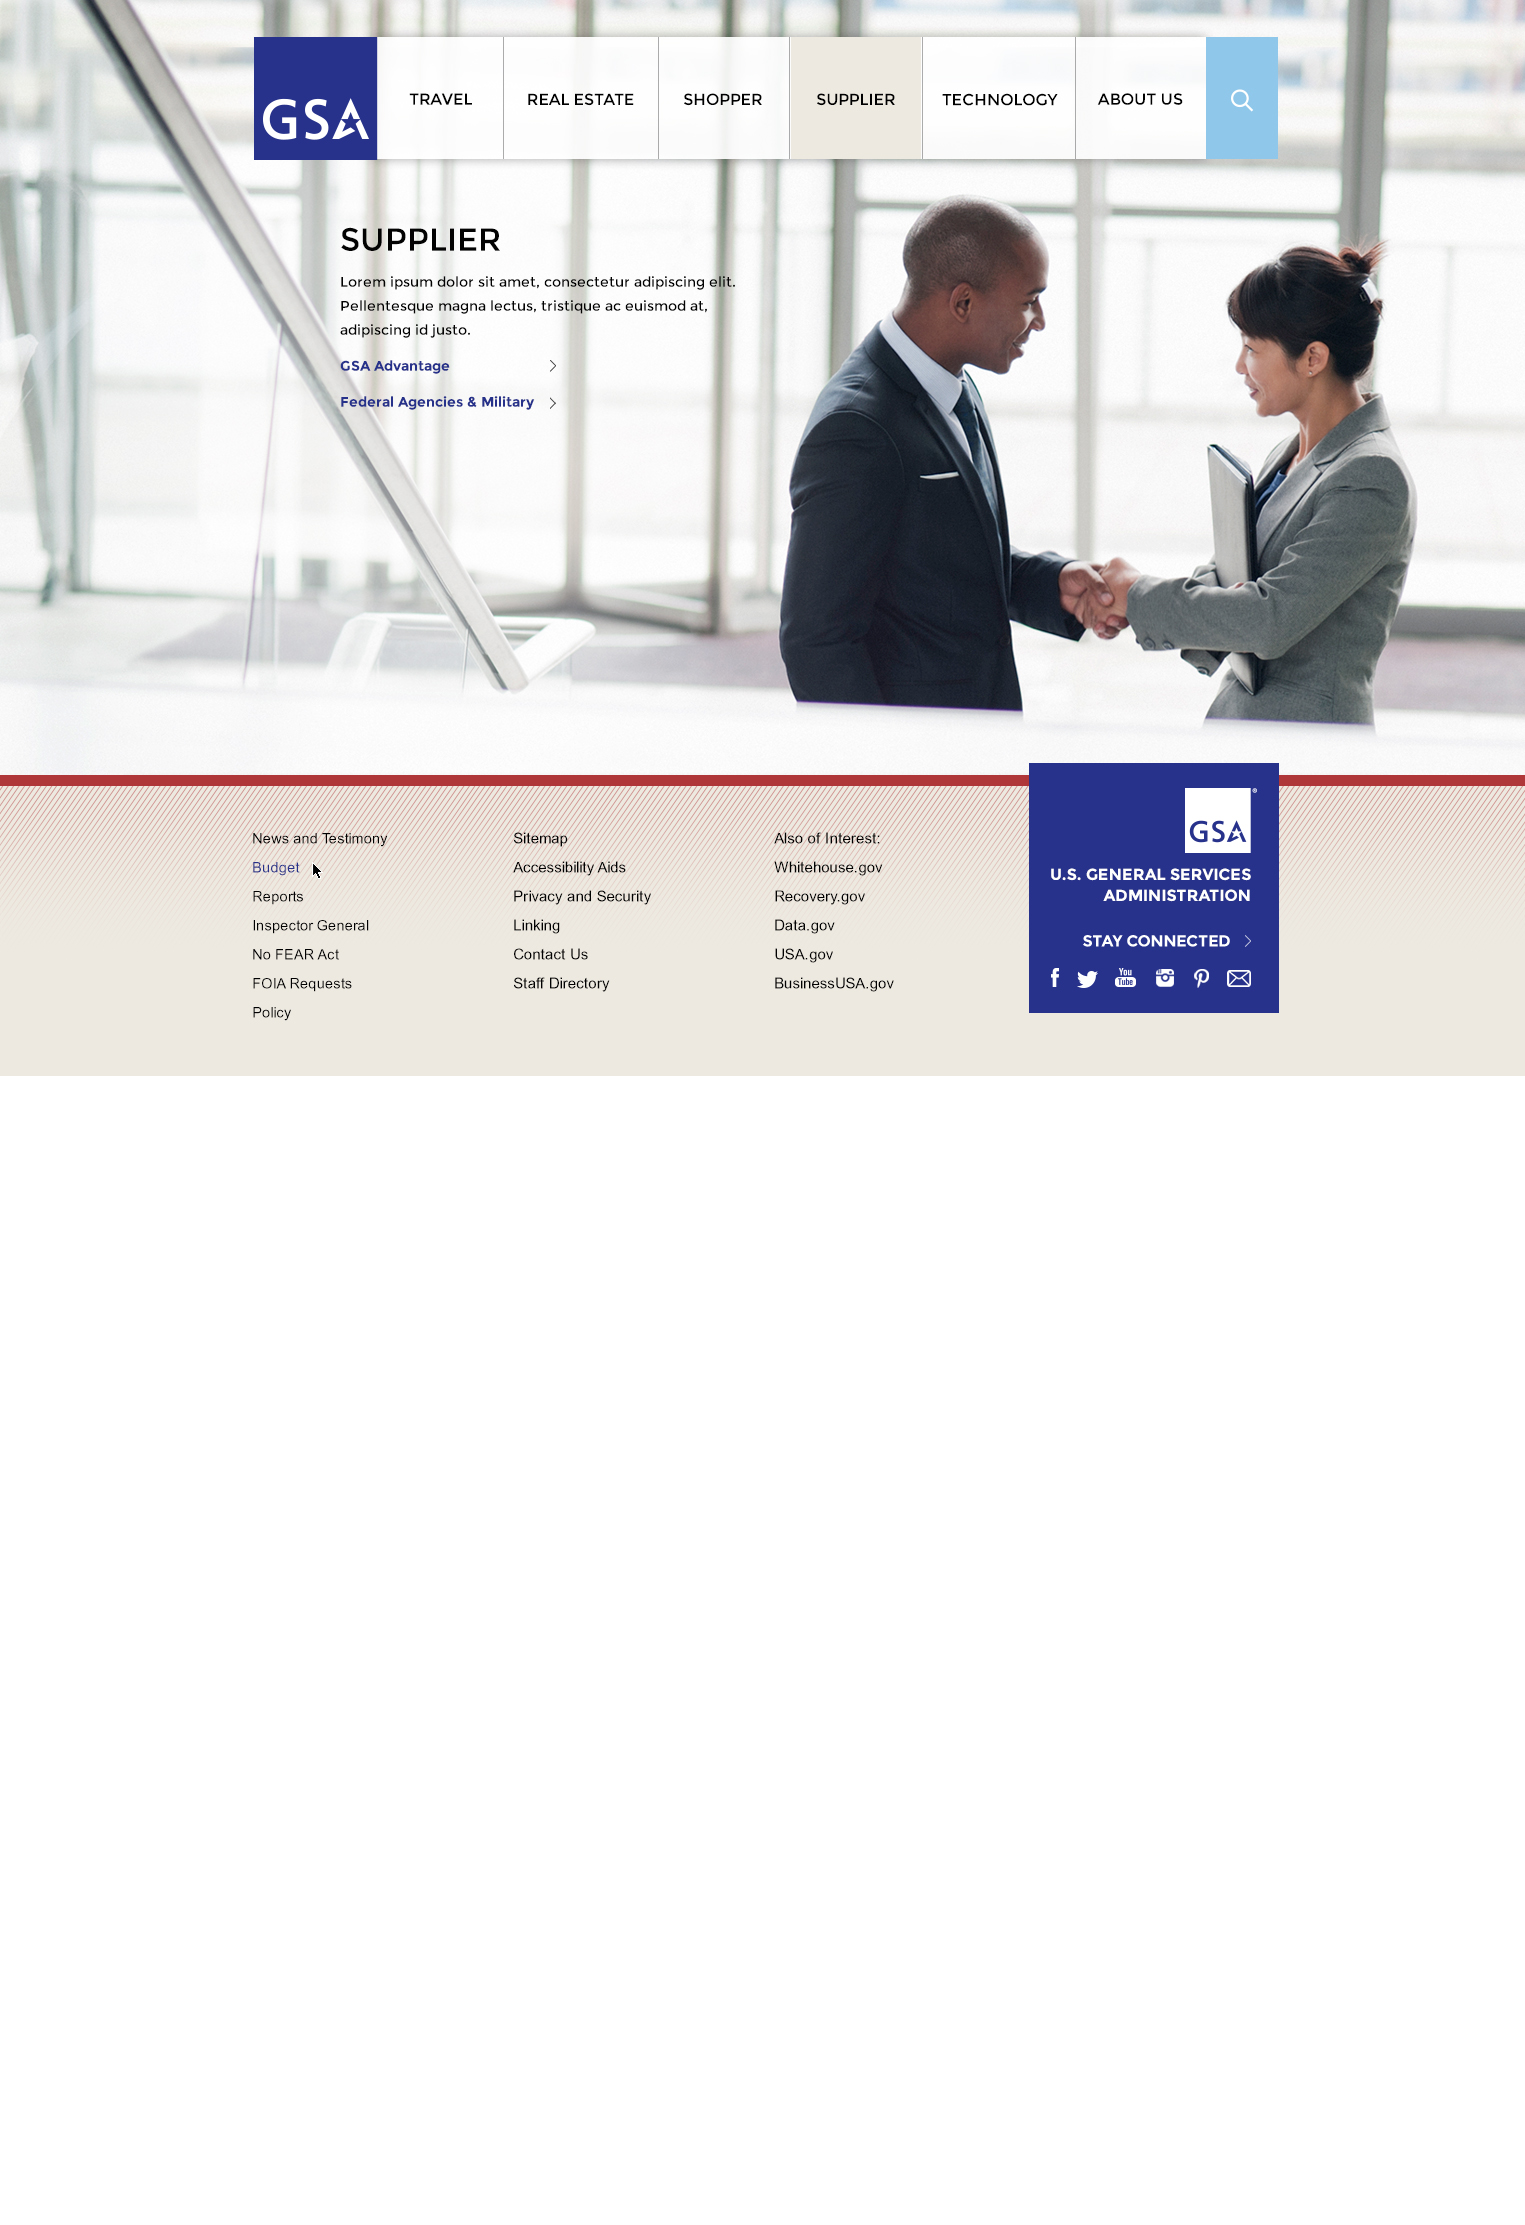 GSA
TRAVEL
REAL ESTATE
SHOPPER
SUPPLIER
TECHNOLOGY
ABOUT US
SUPPLIER
Lorem ipsum dolor sit amet, consectetur adipiscing elit.
Pellentesque magna lectus, tristique ac euismod at,
adipiscing id justo.
GSA Advantage
Federal Agencies & Military
News and Testimony
Budget
Reports
Inspector General
No FEAR Act
FOIA Requests
Policy
Sitemap
Accessibility Aids
Privacy and Security
Linking
Contact Us
Staff Directory
Also of Interest:
Whitehouse.gov
Recovery.gov
Data.gov
USA.gov
BusinessUSA.gov
GSA®
U.S. GENERAL SERVICES
ADMINISTRATION
STAY CONNECTED
You
Tube